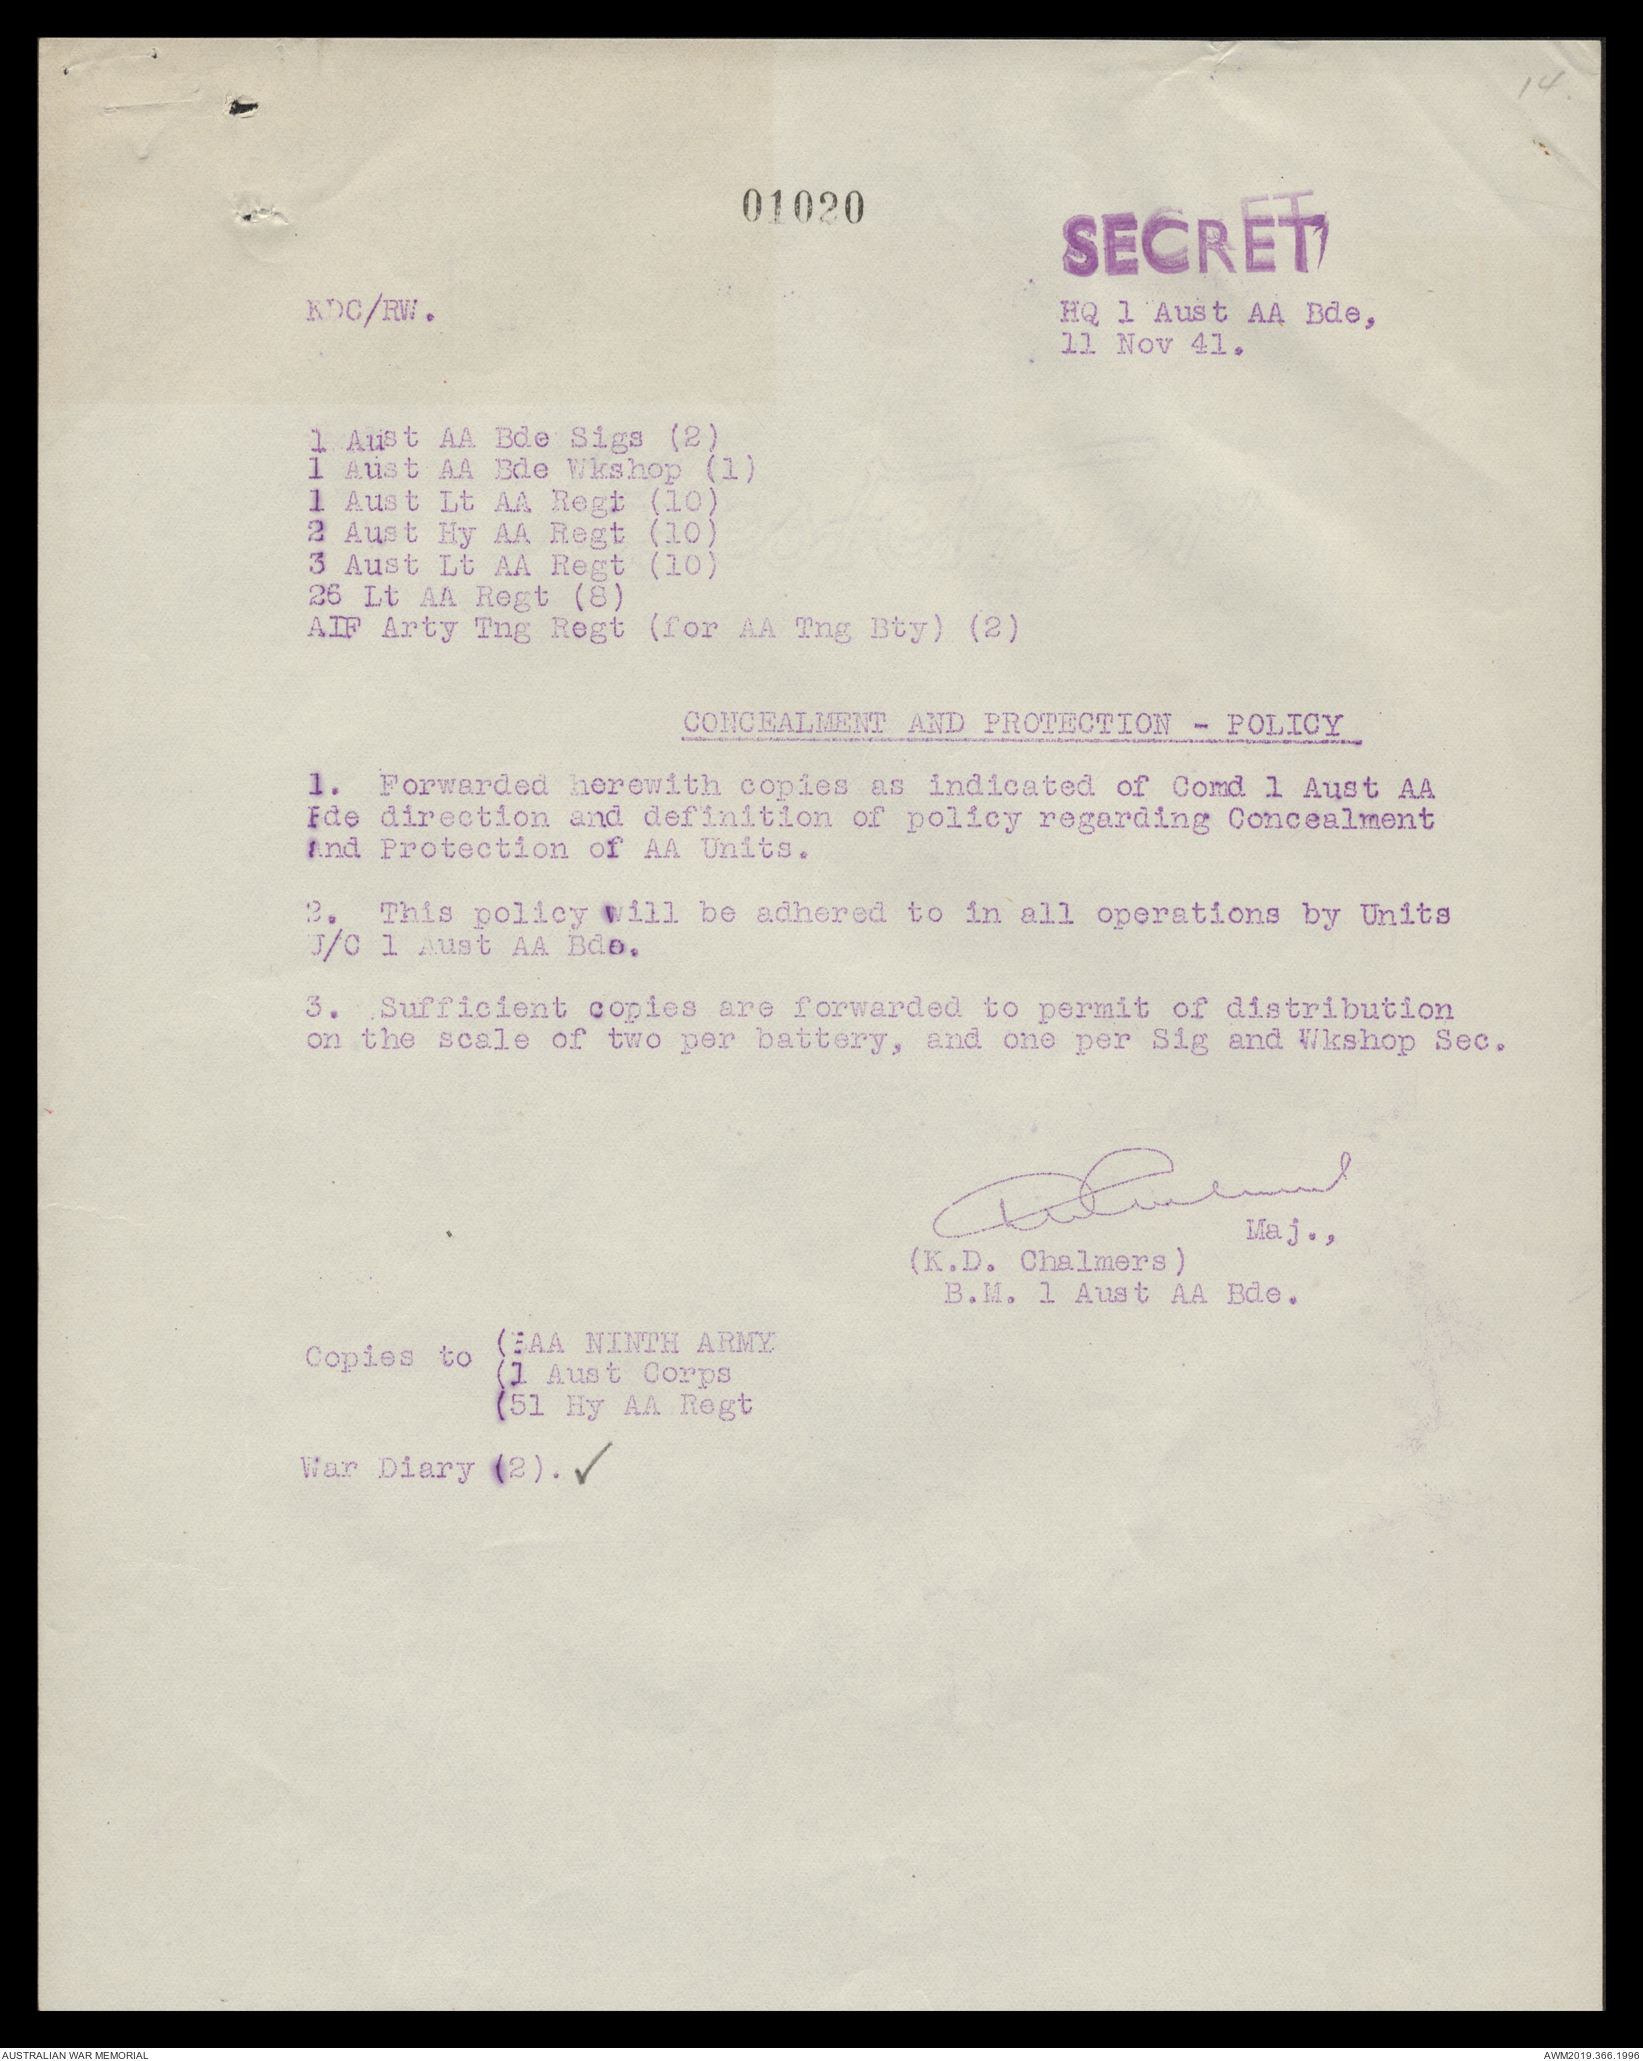 14.
01020
SECRET
KDC/RW.
HQ 1 Aust AA Bde,
11 Nov 41.
1 Aust AA Bde Sigs (2)
1 Aust AA Bde Wkshop (1)
1 Aust Lt AA Regt (10)
2 Aust Hy AA Regt (10)
3 Aust Lt AA Regt (10)
26 Lt AA Regt (8)
AIF Arty Tng Regt (for AA Tng Bty) (2)
CONCEALMENT AND PROTECTION - POLICY
1. Forwarded herewith copies as indicated of Comd 1 Aust AA
Bde direction and definition of policy regarding Concealment
and Protection of AA Units.
2. This policy will be adhered to in all operations by Units
U/C 1 Aust AA Bde.
3. Sufficient copies are forwarded to permit of distribution
on the scale of two per battery, and one per Sig and Wkshop Sec.
Maj.,
(K.D. Chalmers)
B.M. 1 Aust AA Bde.
Copies to (BAA NINTH ARMY
(1 Aust Corps
(51 Hy AA Regt
War Diary (2). ✓
AUSTRALIAN WAR MEMORIAL
AWM2019.366.1996